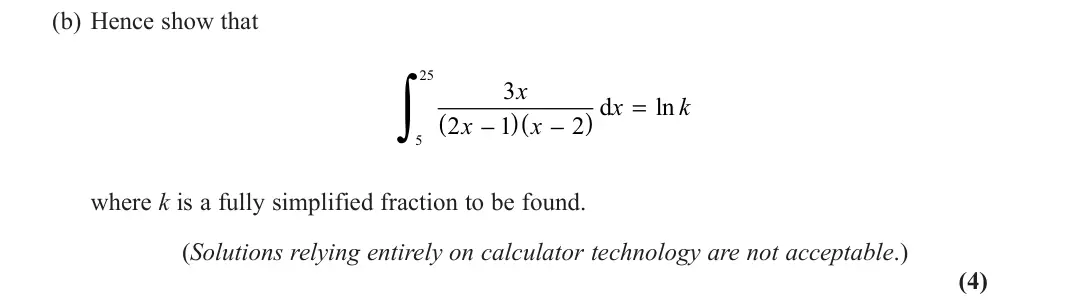 (b) Hence show that
∫₅²⁵ 3x / ((2x – 1)(x – 2)) dx = ln k
where k is a fully simplified fraction to be found.
(Solutions relying entirely on calculator technology are not acceptable.)
(4)